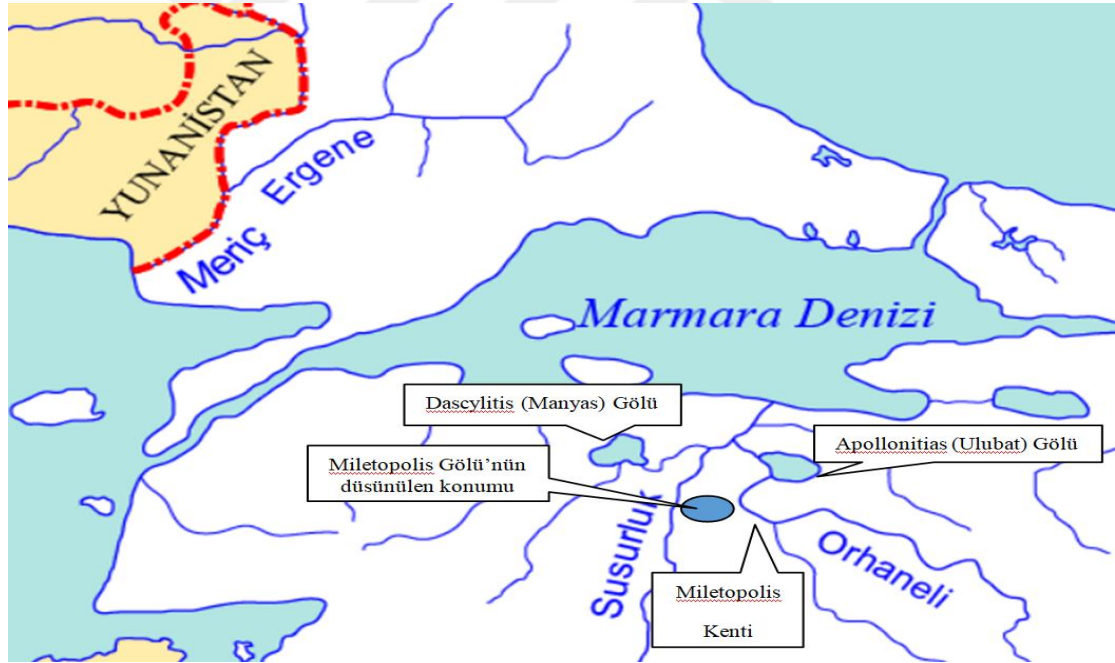 YUNANİSTAN
Meriç
Ergene
Marmara Denizi
Dascylitis (Manyas) Gölü
Miletopolis Gölü’nün
düsünülen konumu
Apollonitias (Ulubat) Gölü
Susurluk
Orhaneli
Miletopolis
Kenti